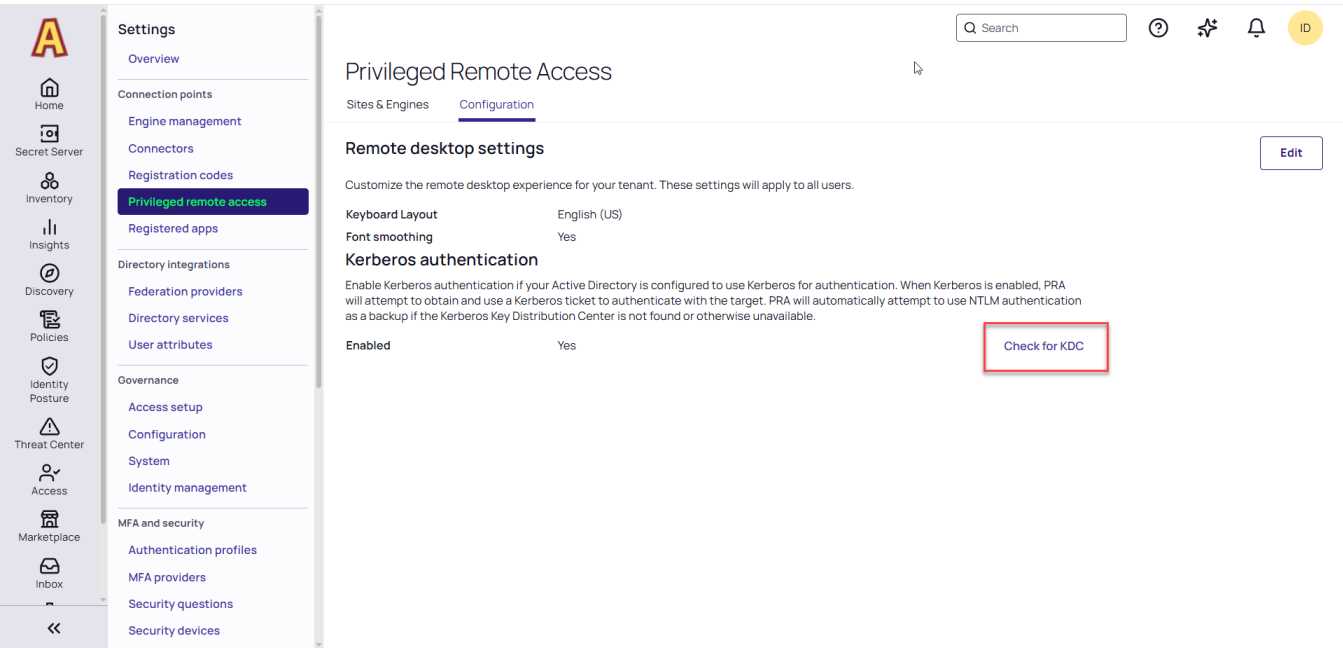 A
Home
Secret Server
Inventory
Insights
Discovery
Policies
Identity
Posture
Threat Center
Access
Marketplace
Inbox
Settings
Overview
Connection points
Engine management
Connectors
Registration codes
Privileged remote access
Registered apps
Directory integrations
Federation providers
Directory services
User attributes
Governance
Access setup
Configuration
System
Identity management
MFA and security
Authentication profiles
MFA providers
Security questions
Security devices
Search
ID
Privileged Remote Access
Sites & Engines
Configuration
Remote desktop settings
Edit
Customize the remote desktop experience for your tenant. These settings will apply to all users.
Keyboard Layout English (US)
Font smoothing Yes
Kerberos authentication
Enable Kerberos authentication if your Active Directory is configured to use Kerberos for authentication. When Kerberos is enabled, PRA
will attempt to obtain and use a Kerberos ticket to authenticate with the target. PRA will automatically attempt to use NTLM authentication
as a backup if the Kerberos Key Distribution Center is not found or otherwise unavailable.
Enabled Yes Check for KDC